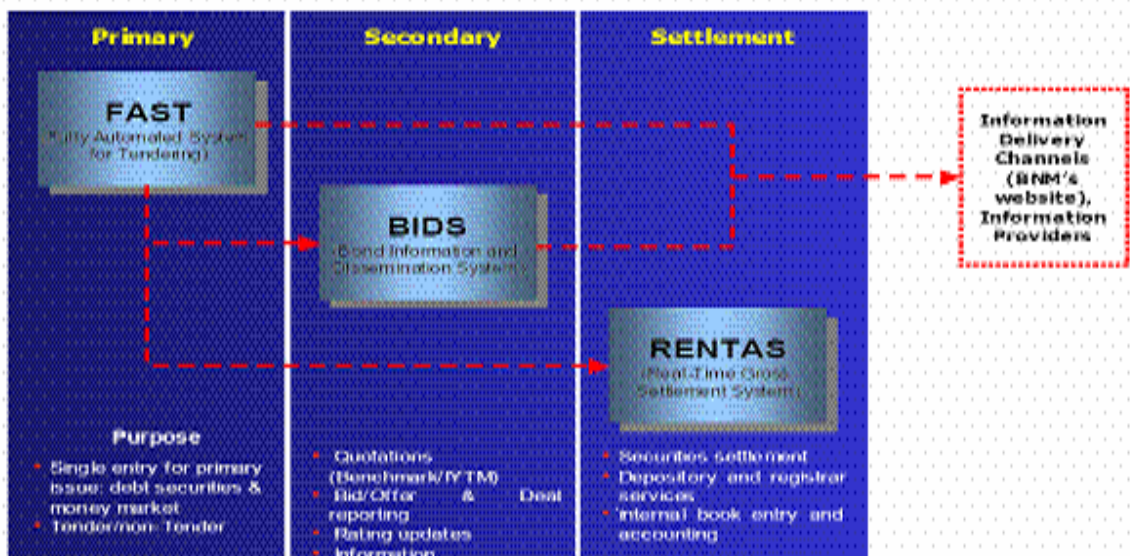 Primary
FAST
(Fully Automated System
for Tendering)
Purpose
Single entry for primary
issue: debt securities &
money market
Tender/non-Tender
Secondary
BIDS
(Bond Information and
Dissemination System)
Quotations
(Benchmark/IYTM)
Bid/Offer & Deal
reporting
Rating updates
Information
Settlement
RENTAS
(Real-Time Gross
Settlement System)
Securities settlement
Depository and registrar
services
Internal book entry and
accounting
Information
Delivery
Channels
(BNM's
website),
Information
Providers